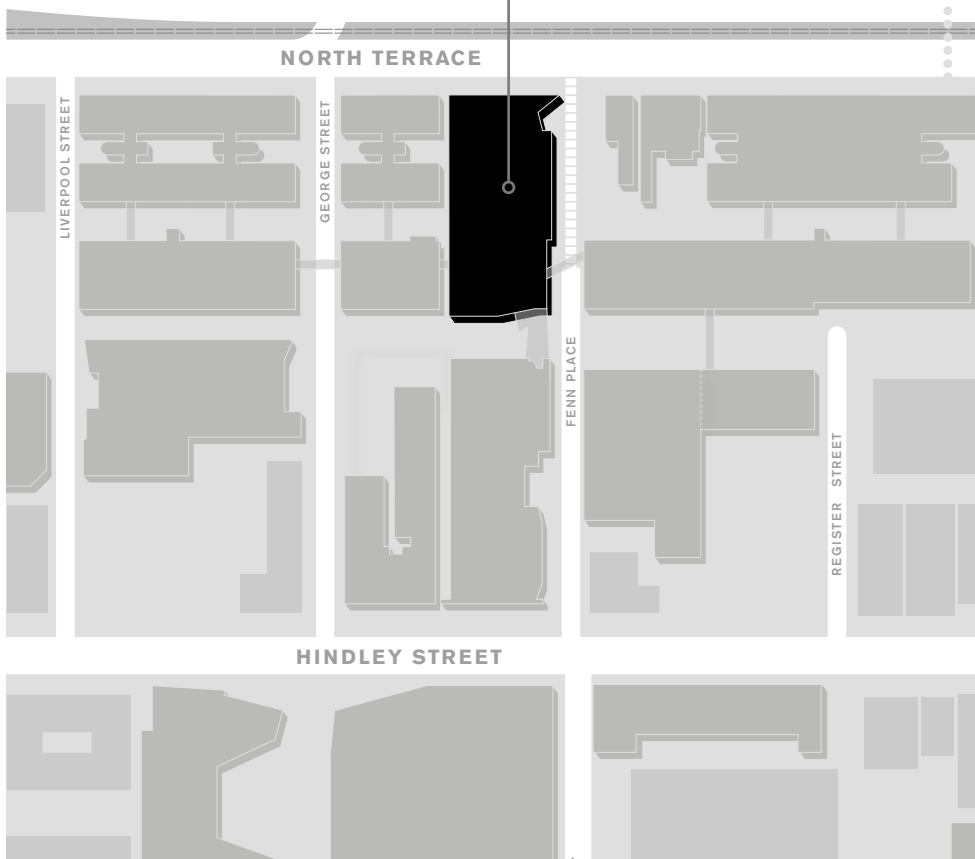 NORTH TERRACE
LIVERPOOL STREET
GEORGE STREET
FENN PLACE
REGISTER STREET
HINDLEY STREET